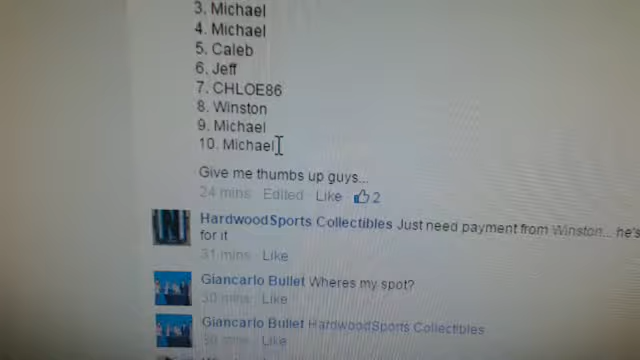 3. Michael
4. Michael
5. Caleb
6. Jeff
7. CHLOE86
8. Winston
9. Michael
10. Michael
Give me thumbs up guys...
24 mins Edited Like 2
HardwoodSports Collectibles Just need payment from Winston... he's
for it
31 mins Like
Giancarlo Bullet Wheres my spot?
30 mins Like
Giancarlo Bullet HardwoodSports Collectibles
30 mins Like